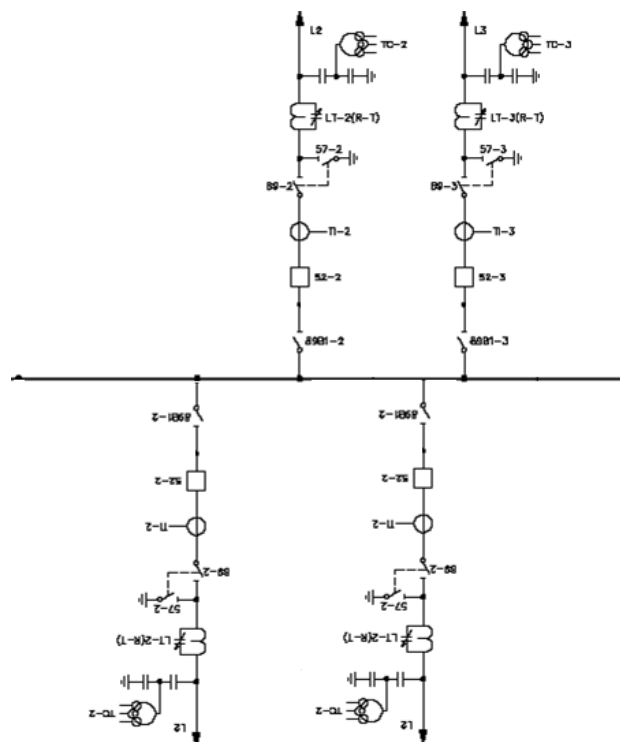 L2
L3
TC-2
TC-3
LT-2(R-T)
LT-3(R-T)
57-2
57-3
89-2
89-3
TI-2
TI-3
52-2
52-3
89B1-2
89B1-3
89B1-2
89B1-2
52-2
52-2
TI-2
TI-2
89-2
89-2
57-2
57-2
LT-2(R-T)
LT-2(R-T)
TC-2
TC-2
L2
L2